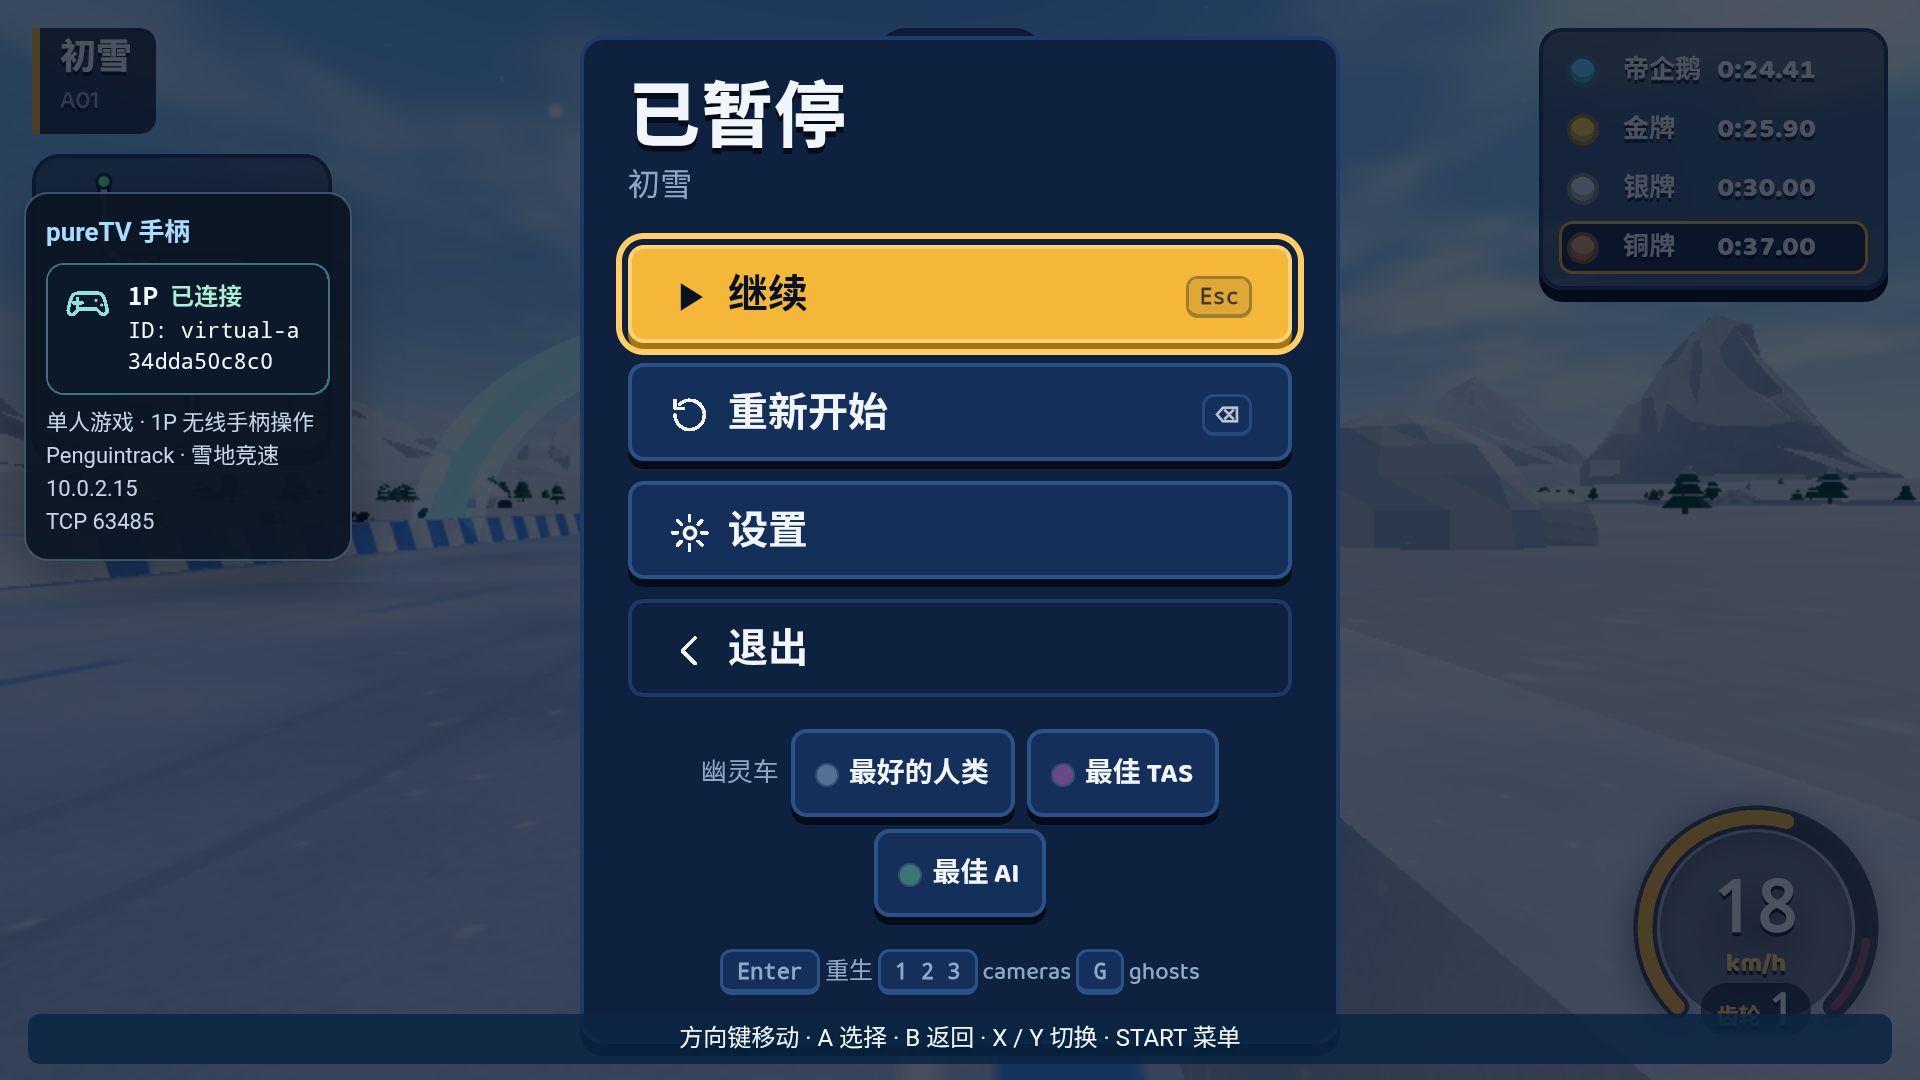 初雪
A01
帝企鹅 0:24.41
金牌 0:25.90
银牌 0:30.00
铜牌 0:37.00
pureTV 手柄
1P 已连接
ID: virtual-a
34dda50c8c0
单人游戏 · 1P 无线手柄操作
Penguintrack · 雪地竞速
10.0.2.15
TCP 63485
已暂停
初雪
继续 Esc
重新开始
设置
退出
幽灵车 最好的人类 最佳 TAS
最佳 AI
Enter 重生 1 2 3 cameras G ghosts
18
km/h
齿轮 1
方向键移动 · A 选择 · B 返回 · X / Y 切换 · START 菜单